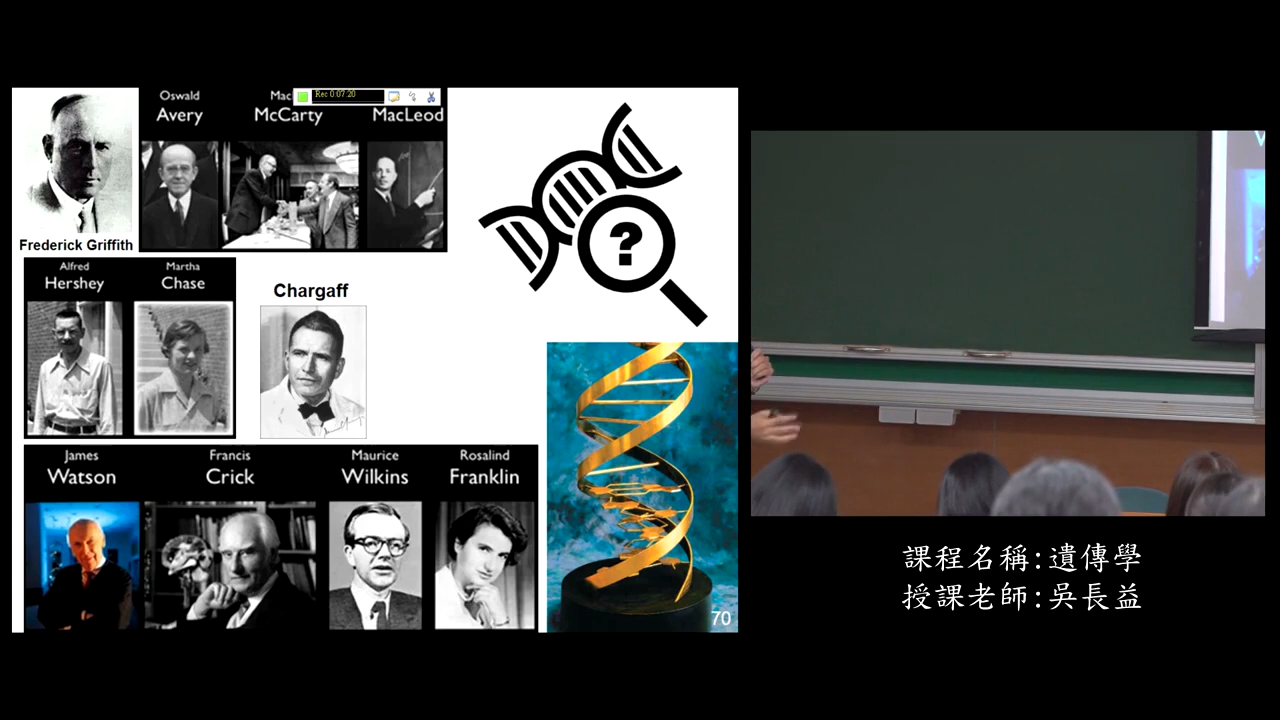 Oswald
Avery
Mac
McCarty
MacLeod
Rec 0:07:20
Frederick Griffith
Alfred
Hershey
Martha
Chase
Chargaff
?
James
Watson
Francis
Crick
Maurice
Wilkins
Rosalind
Franklin
70
課程名稱:遺傳學
授課老師:吳長益